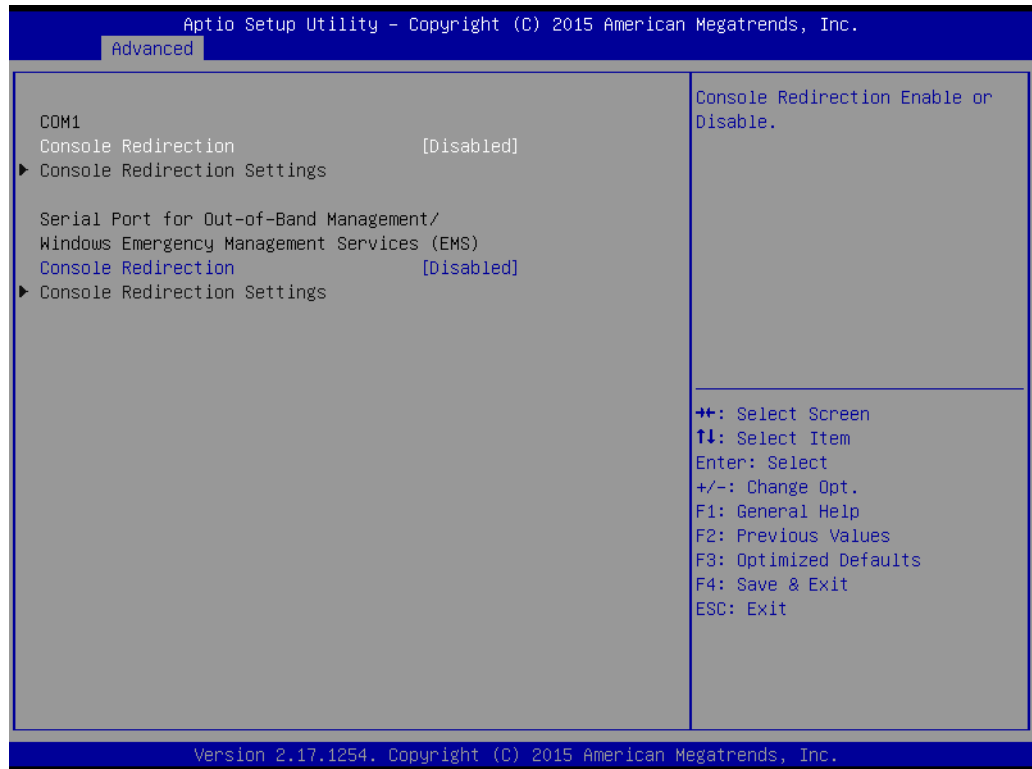 Aptio Setup Utility – Copyright (C) 2015 American Megatrends, Inc.
Advanced
COM1
Console Redirection [Disabled]
▶ Console Redirection Settings
Serial Port for Out-of-Band Management/
Windows Emergency Management Services (EMS)
Console Redirection [Disabled]
▶ Console Redirection Settings
Console Redirection Enable or
Disable.
→←: Select Screen
↑↓: Select Item
Enter: Select
+/-: Change Opt.
F1: General Help
F2: Previous Values
F3: Optimized Defaults
F4: Save & Exit
ESC: Exit
Version 2.17.1254. Copyright (C) 2015 American Megatrends, Inc.